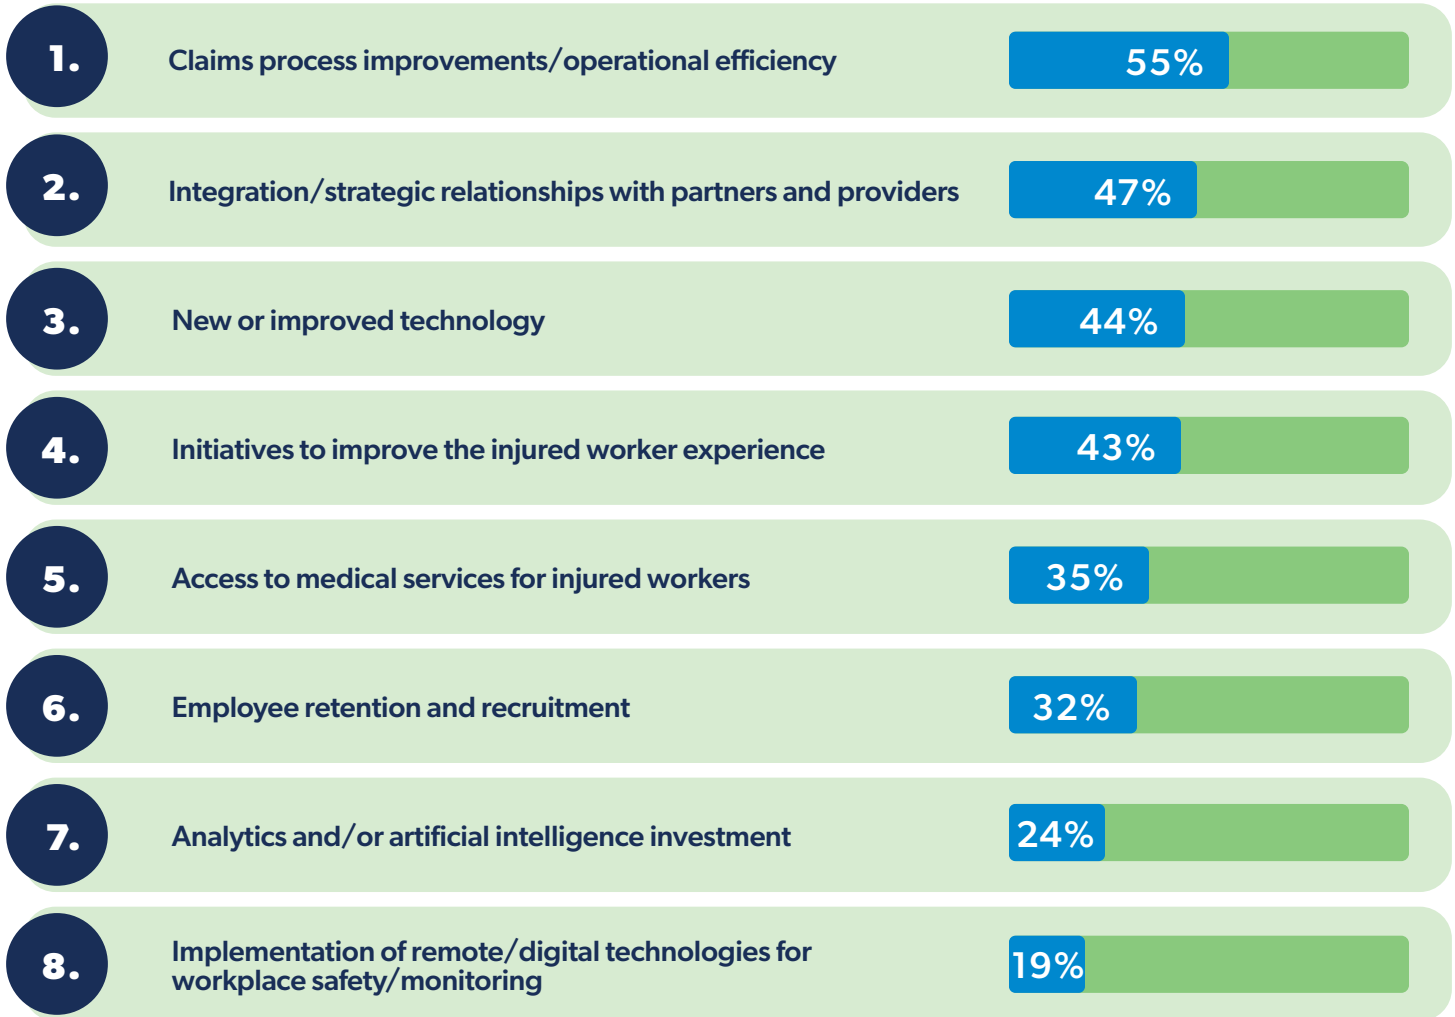 1. Claims process improvements/operational efficiency 55%
2. Integration/strategic relationships with partners and providers 47%
3. New or improved technology 44%
4. Initiatives to improve the injured worker experience 43%
5. Access to medical services for injured workers 35%
6. Employee retention and recruitment 32%
7. Analytics and/or artificial intelligence investment 24%
8. Implementation of remote/digital technologies for
workplace safety/monitoring 19%